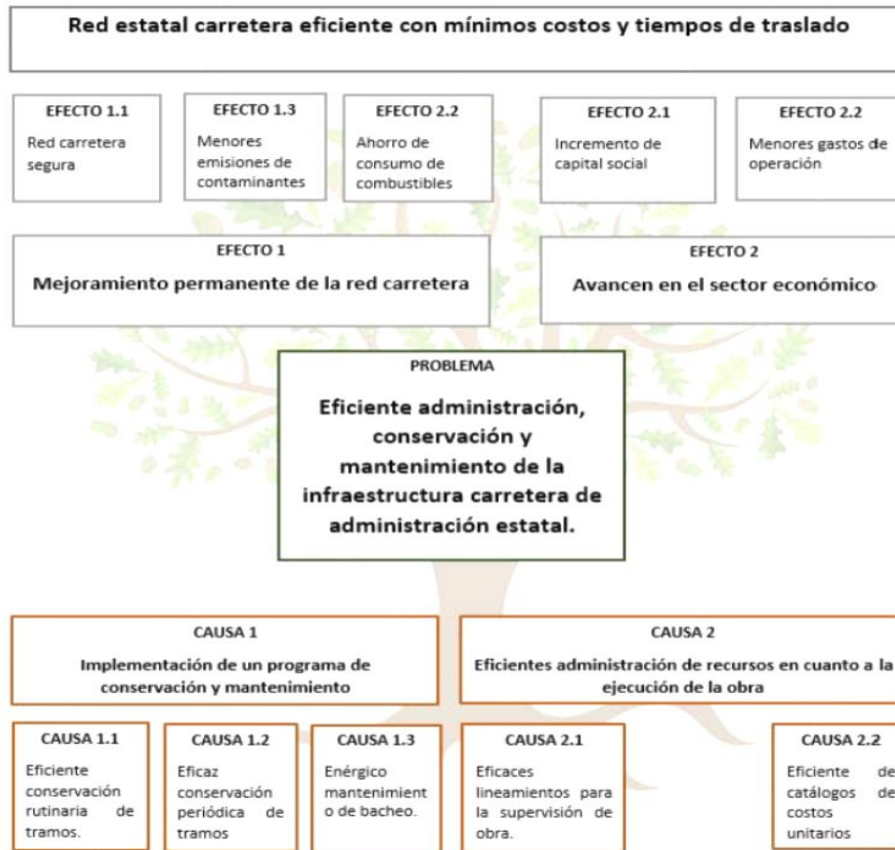 Red estatal carretera eficiente con mínimos costos y tiempos de traslado
EFECTO 1.1
Red carretera
segura
EFECTO 1.3
Menores
emisiones de
contaminantes
EFECTO 2.2
Ahorro de
consumo de
combustibles
EFECTO 2.1
Incremento de
capital social
EFECTO 2.2
Menores gastos de
operación
EFECTO 1
Mejoramiento permanente de la red carretera
EFECTO 2
Avancen en el sector económico
PROBLEMA
Eficiente administración,
conservación y
mantenimiento de la
infraestructura carretera de
administración estatal.
CAUSA 1
Implementación de un programa de
conservación y mantenimiento
CAUSA 2
Eficientes administración de recursos en cuanto a la
ejecución de la obra
CAUSA 1.1
Eficiente
conservación
rutinaria de
tramos.
CAUSA 1.2
Eficaz
conservación
periódica de
tramos
CAUSA 1.3
Enérgico
mantenimient
o de bacheo.
CAUSA 2.1
Eficaces
lineamientos para
la supervisión de
obra.
CAUSA 2.2
Eficiente de
catálogos de
costos
unitarios